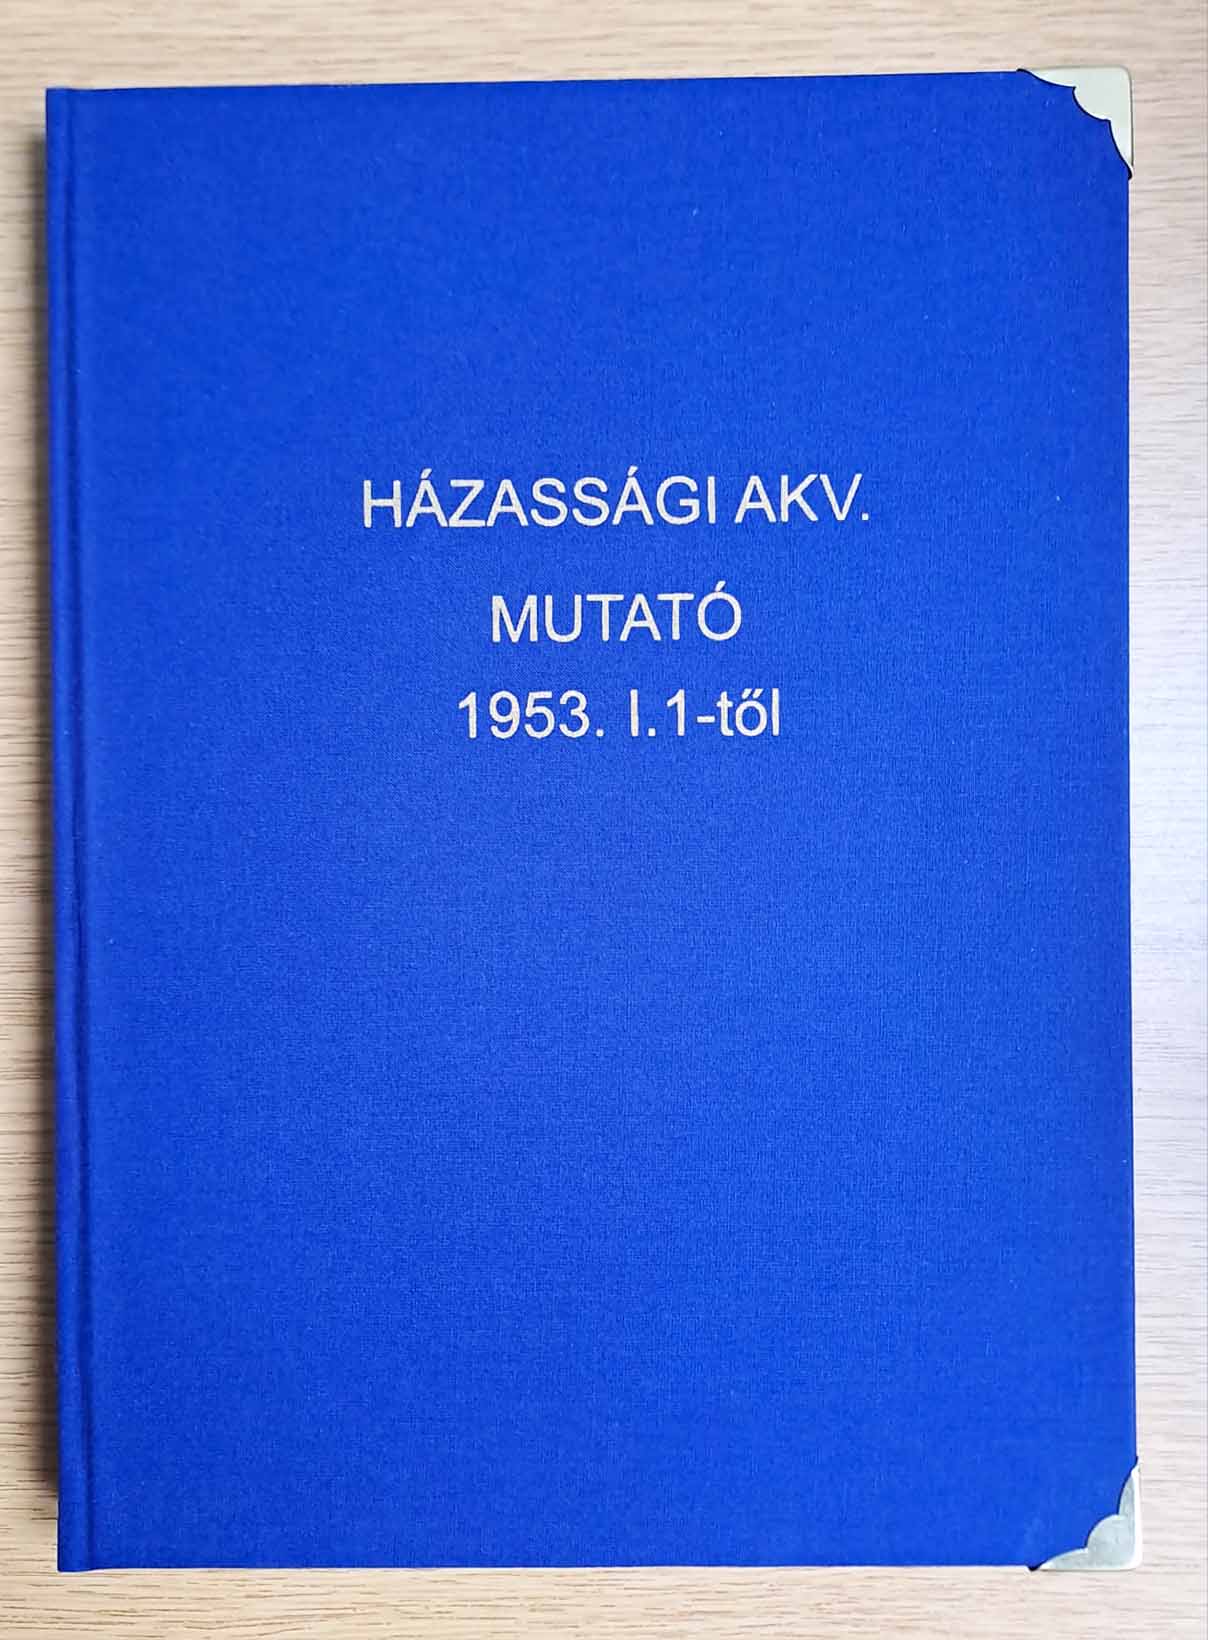 HÁZASSÁGI AKV.
MUTATÓ
1953. I.1-től